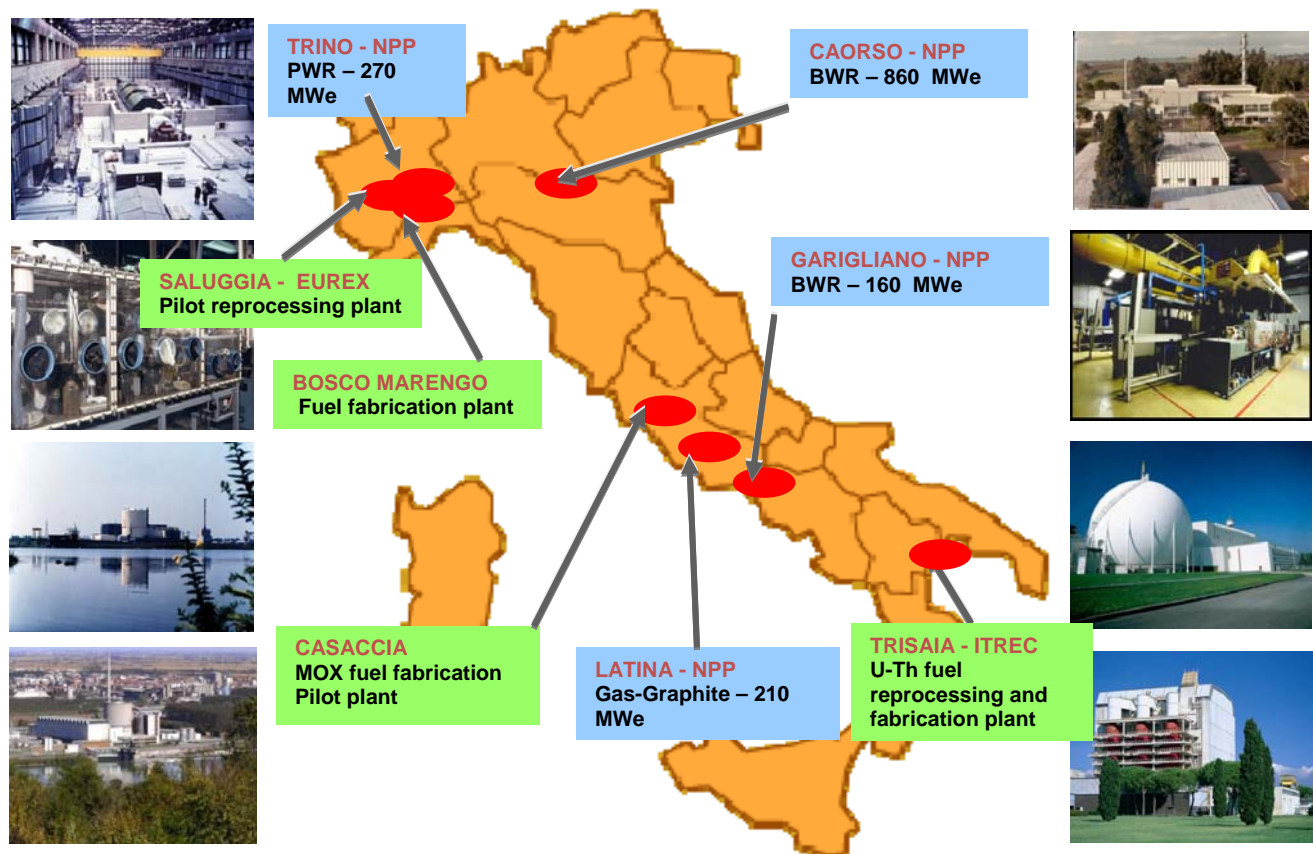 TRINO - NPP
PWR – 270
MWe
CAORSO - NPP
BWR – 860 MWe
SALUGGIA - EUREX
Pilot reprocessing plant
GARIGLIANO - NPP
BWR – 160 MWe
BOSCO MARENGO
Fuel fabrication plant
CASACCIA
MOX fuel fabrication
Pilot plant
LATINA - NPP
Gas-Graphite – 210
MWe
TRISAIA - ITREC
U-Th fuel
reprocessing and
fabrication plant